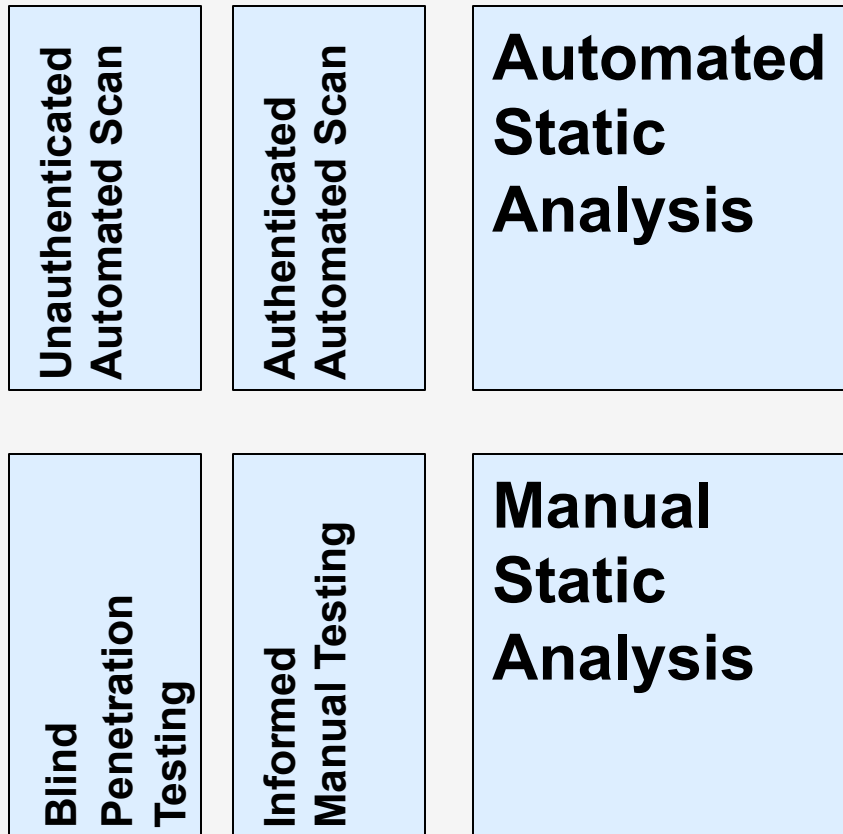 Unauthenticated
Automated Scan
Authenticated
Automated Scan
Automated
Static
Analysis
Blind
Penetration
Testing
Informed
Manual Testing
Manual
Static
Analysis